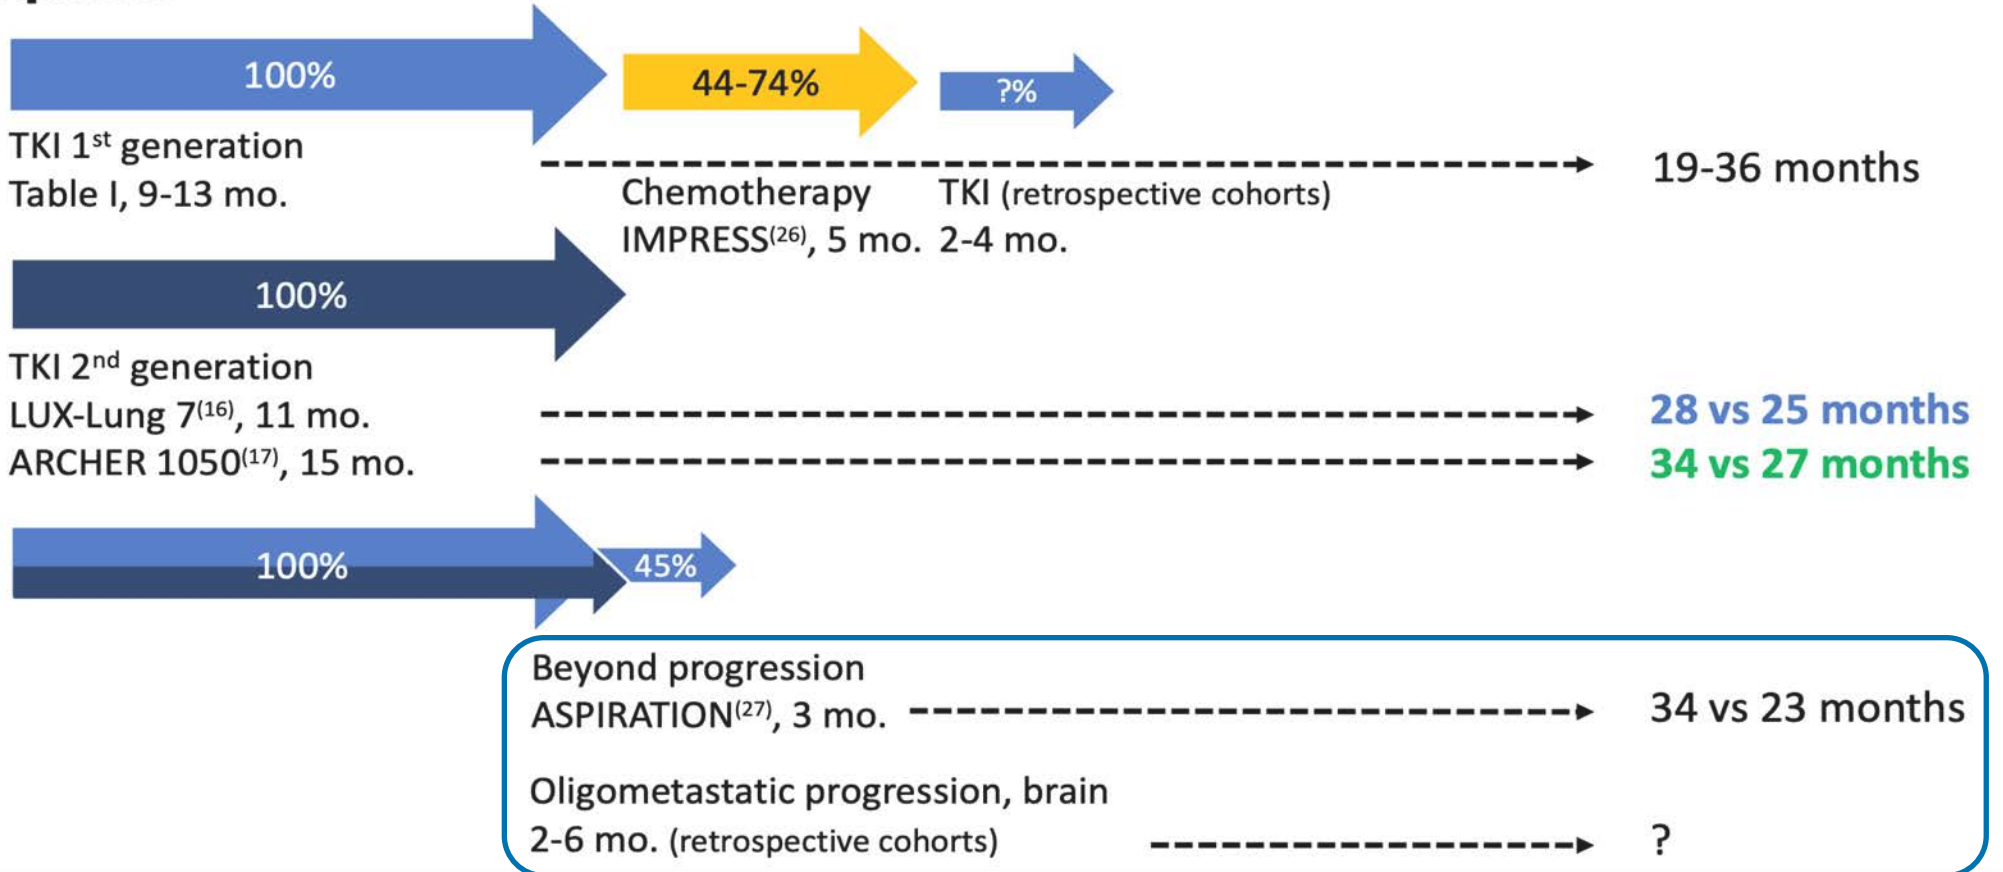 100%
44-74%
?%
TKI 1st generation
Table I, 9-13 mo.
19-36 months
Chemotherapy
IMPRESS(26), 5 mo.
TKI (retrospective cohorts)
2-4 mo.
100%
TKI 2nd generation
LUX-Lung 7(16), 11 mo.
28 vs 25 months
ARCHER 1050(17), 15 mo.
34 vs 27 months
100%
45%
Beyond progression
ASPIRATION(27), 3 mo.
34 vs 23 months
Oligometastatic progression, brain
2-6 mo. (retrospective cohorts)
?